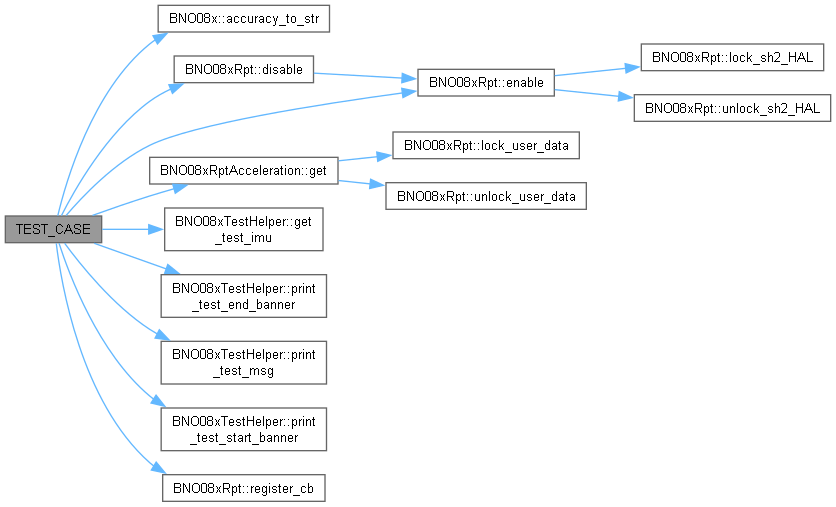 BNO08x::accuracy_to_str
BNO08xRpt::disable
BNO08xRpt::enable
BNO08xRpt::lock_sh2_HAL
BNO08xRpt::unlock_sh2_HAL
BNO08xRptAcceleration::get
BNO08xRpt::lock_user_data
BNO08xRpt::unlock_user_data
TEST_CASE
BNO08xTestHelper::get
_test_imu
BNO08xTestHelper::print
_test_end_banner
BNO08xTestHelper::print
_test_msg
BNO08xTestHelper::print
_test_start_banner
BNO08xRpt::register_cb